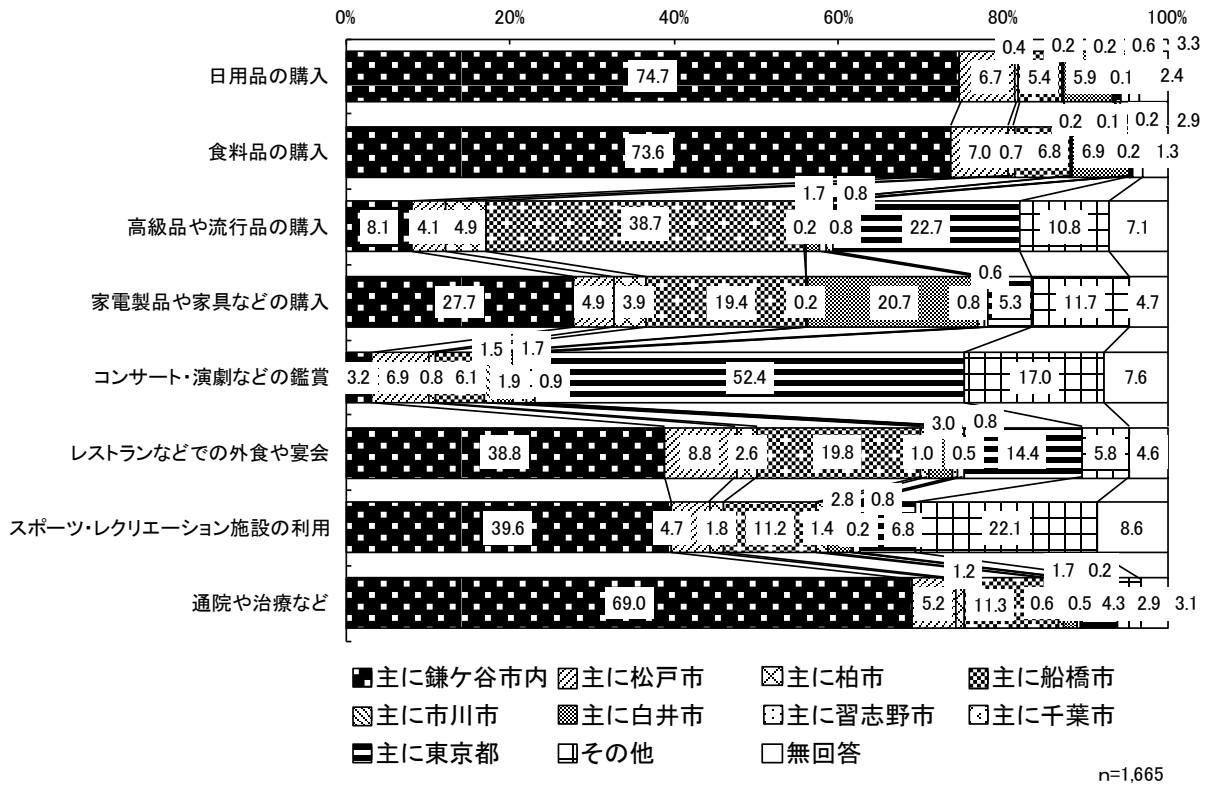 0% 20% 40% 60% 80% 100%
0.4 0.2 0.2 0.6 3.3
日用品の購入 74.7 6.7 5.4 5.9 0.1 2.4
0.2 0.1 0.2 2.9
食料品の購入 73.6 7.0 0.7 6.8 6.9 0.2 1.3
1.7 0.8
高級品や流行品の購入 8.1 4.1 4.9 38.7 0.2 0.8 22.7 10.8 7.1
0.6
家電製品や家具などの購入 27.7 4.9 3.9 19.4 0.2 20.7 0.8 5.3 11.7 4.7
1.5 1.7
コンサート・演劇などの鑑賞 3.2 6.9 0.8 6.1 1.9 0.9 52.4 17.0 7.6
3.0 0.8
レストランなどでの外食や宴会 38.8 8.8 2.6 19.8 1.0 0.5 14.4 5.8 4.6
2.8 0.8
スポーツ・レクリエーション施設の利用 39.6 4.7 1.8 11.2 1.4 0.2 6.8 22.1 8.6
1.2 1.7 0.2
通院や治療など 69.0 5.2 11.3 0.6 0.5 4.3 2.9 3.1
主に鎌ケ谷市内 主に松戸市 主に柏市 主に船橋市
主に市川市 主に白井市 主に習志野市 主に千葉市
主に東京都 その他 無回答
n=1,665